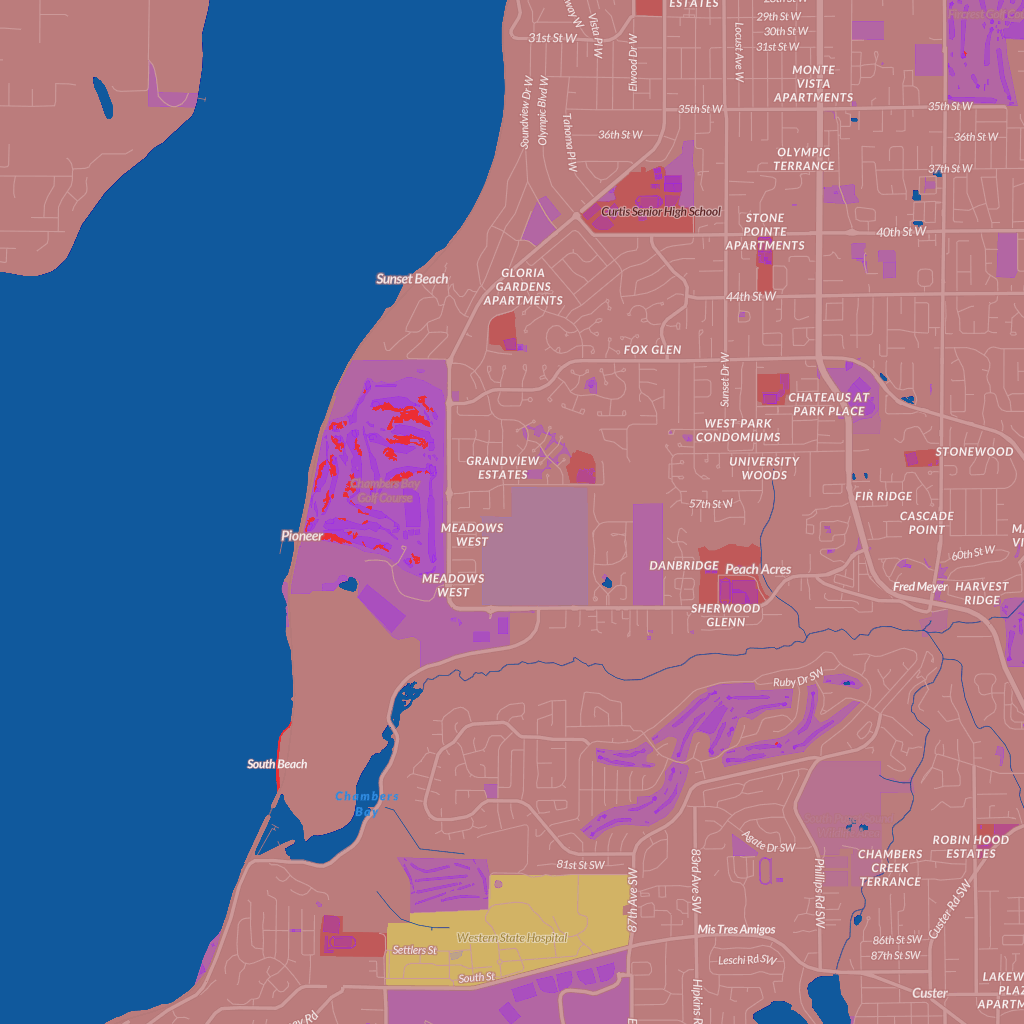 ESTATES
29th St W
30th St W
31st St W
31st St W
Vista Pl W
Elwood Dr W
Locust Ave W
MONTE
VISTA
APARTMENTS
Soundview Dr W
Olympic Blvd W
Tahoma Pl W
35th St W
35th St W
36th St W
36th St W
OLYMPIC
TERRANCE
37th St W
Curtis Senior High School
STONE
POINTE
APARTMENTS
40th St W
Sunset Beach
GLORIA
GARDENS
APARTMENTS
44th St W
FOX GLEN
Sunset Dr W
CHATEAUS AT
PARK PLACE
WEST PARK
CONDOMIUMS
STONEWOOD
GRANDVIEW
ESTATES
UNIVERSITY
WOODS
Chambers Bay
Golf Course
57th St W
FIR RIDGE
CASCADE
POINT
Pioneer
MEADOWS
WEST
60th St W
DANBRIDGE
Peach Acres
MEADOWS
WEST
Fred Meyer
HARVEST
RIDGE
SHERWOOD
GLENN
Ruby Dr SW
South Beach
Chambers
Bay
Agate Dr SW
ROBIN HOOD
ESTATES
CHAMBERS
CREEK
TERRANCE
81st St SW
83rd Ave SW
87th Ave SW
Phillips Rd SW
Custer Rd SW
Mis Tres Amigos
Western State Hospital
Settlers St
86th St SW
87th St SW
Leschi Rd SW
South St
Custer